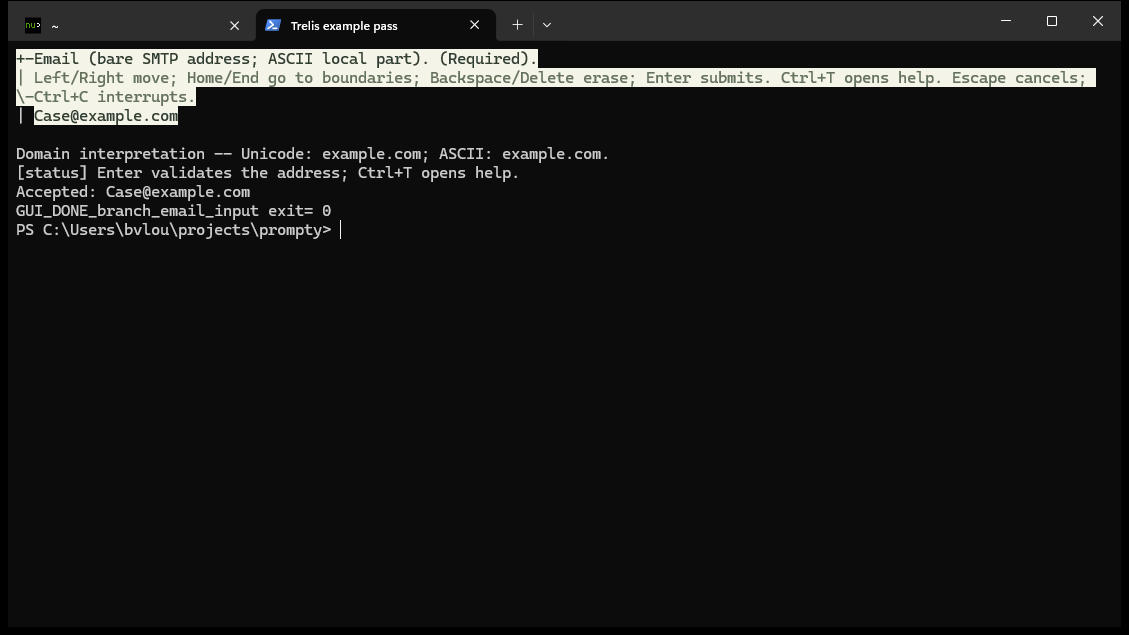 nu> ~
Trelis example pass
+-Email (bare SMTP address; ASCII local part). (Required).
| Left/Right move; Home/End go to boundaries; Backspace/Delete erase; Enter submits. Ctrl+T opens help. Escape cancels;
\-Ctrl+C interrupts.
| Case@example.com
Domain interpretation -- Unicode: example.com; ASCII: example.com.
[status] Enter validates the address; Ctrl+T opens help.
Accepted: Case@example.com
GUI_DONE_branch_email_input exit= 0
PS C:\Users\bvlou\projects\prompty>